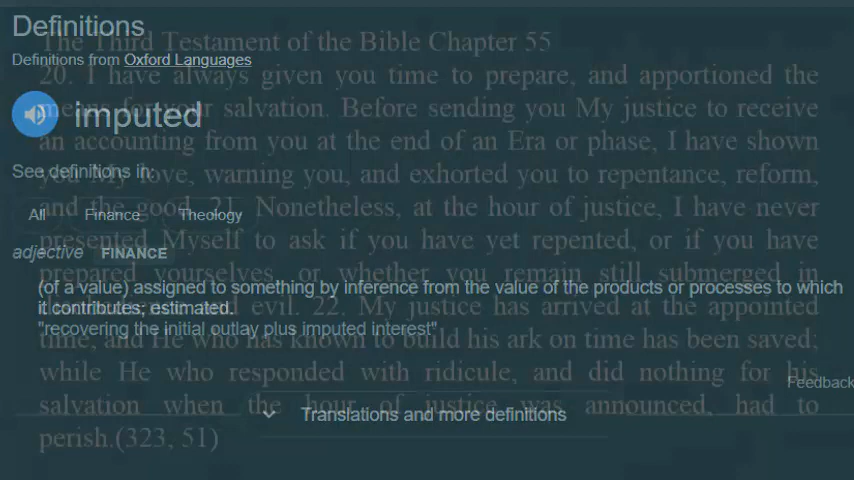 Definitions
Definitions from Oxford Languages
imputed
See definitions in:
All Finance Theology
adjective FINANCE
(of a value) assigned to something by inference from the value of the products or processes to which
it contributes; estimated.
"recovering the initial outlay plus imputed interest"
Feedback
Translations and more definitions
The Third Testament of the Bible Chapter 55
20. I have always given you time to prepare, and apportioned the
means for your salvation. Before sending you My justice to receive
an accounting from you at the end of an Era or phase, I have shown
you My love, warning you, and exhorted you to repentance, reform,
and the good. 21. Nonetheless, at the hour of justice, I have never
presented Myself to ask if you have yet repented, or if you have
prepared yourselves, or whether you remain still submerged in
and evil. 22. My justice has arrived at the appointed
time, and He who has known to build his ark on time has been saved;
while He who responded with ridicule, and did nothing for his
salvation when the hour of justice was announced, had to
perish.(323, 51)